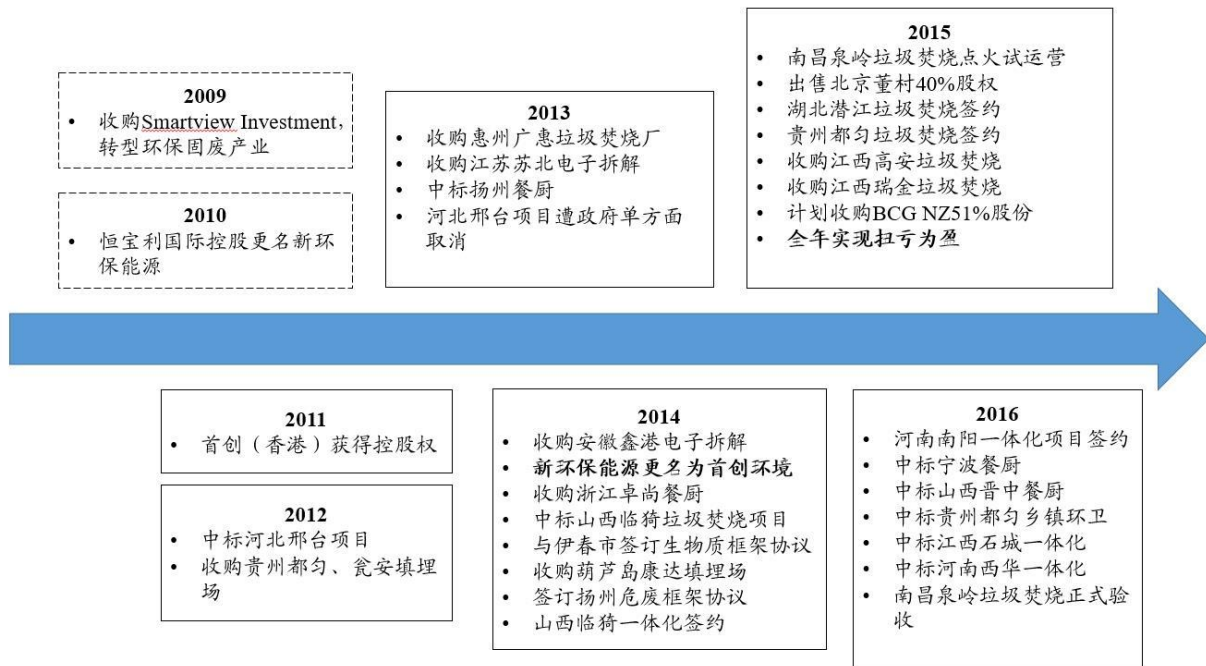 2009
• 收购Smartview Investment,
转型环保固废产业
2010
• 恒宝利国际控股更名新环
保能源
2013
• 收购惠州广惠垃圾焚烧厂
• 收购江苏苏北电子拆解
• 中标扬州餐厨
• 河北邢台项目遭政府单方面
取消
2015
• 南昌泉岭垃圾焚烧点火试运营
• 出售北京董村40%股权
• 湖北潜江垃圾焚烧签约
• 贵州都匀垃圾焚烧签约
• 收购江西高安垃圾焚烧
• 收购江西瑞金垃圾焚烧
• 计划收购BCG NZ51%股份
• 全年实现扭亏为盈
2011
• 首创（香港）获得控股权
2012
• 中标河北邢台项目
• 收购贵州都匀、瓮安填埋
场
2014
• 收购安徽鑫港电子拆解
• 新环保能源更名为首创环境
• 收购浙江卓尚餐厨
• 中标山西临猗垃圾焚烧项目
• 与伊春市签订生物质框架协议
• 收购葫芦岛康达填埋场
• 签订扬州危废框架协议
• 山西临猗一体化签约
2016
• 河南南阳一体化项目签约
• 中标宁波餐厨
• 中标山西晋中餐厨
• 中标贵州都匀乡镇环卫
• 中标江西石城一体化
• 中标河南西华一体化
• 南昌泉岭垃圾焚烧正式验
收